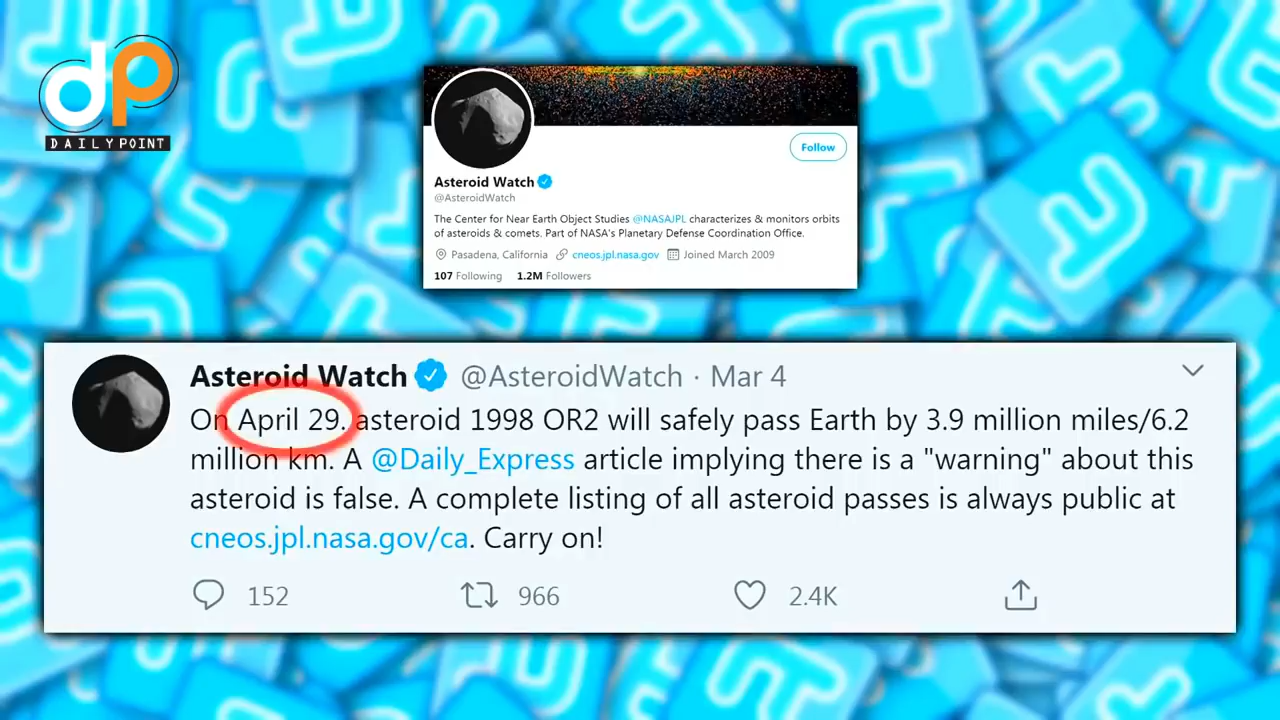 dp
DAILYPOINT
Follow
Asteroid Watch
@AsteroidWatch
The Center for Near Earth Object Studies @NASAJPL characterizes & monitors orbits
of asteroids & comets. Part of NASA's Planetary Defense Coordination Office.
Pasadena, California cneos.jpl.nasa.gov Joined March 2009
107 Following 1.2M Followers
Asteroid Watch @AsteroidWatch · Mar 4
On April 29. asteroid 1998 OR2 will safely pass Earth by 3.9 million miles/6.2
million km. A @Daily_Express article implying there is a "warning" about this
asteroid is false. A complete listing of all asteroid passes is always public at
cneos.jpl.nasa.gov/ca. Carry on!
152 966 2.4K